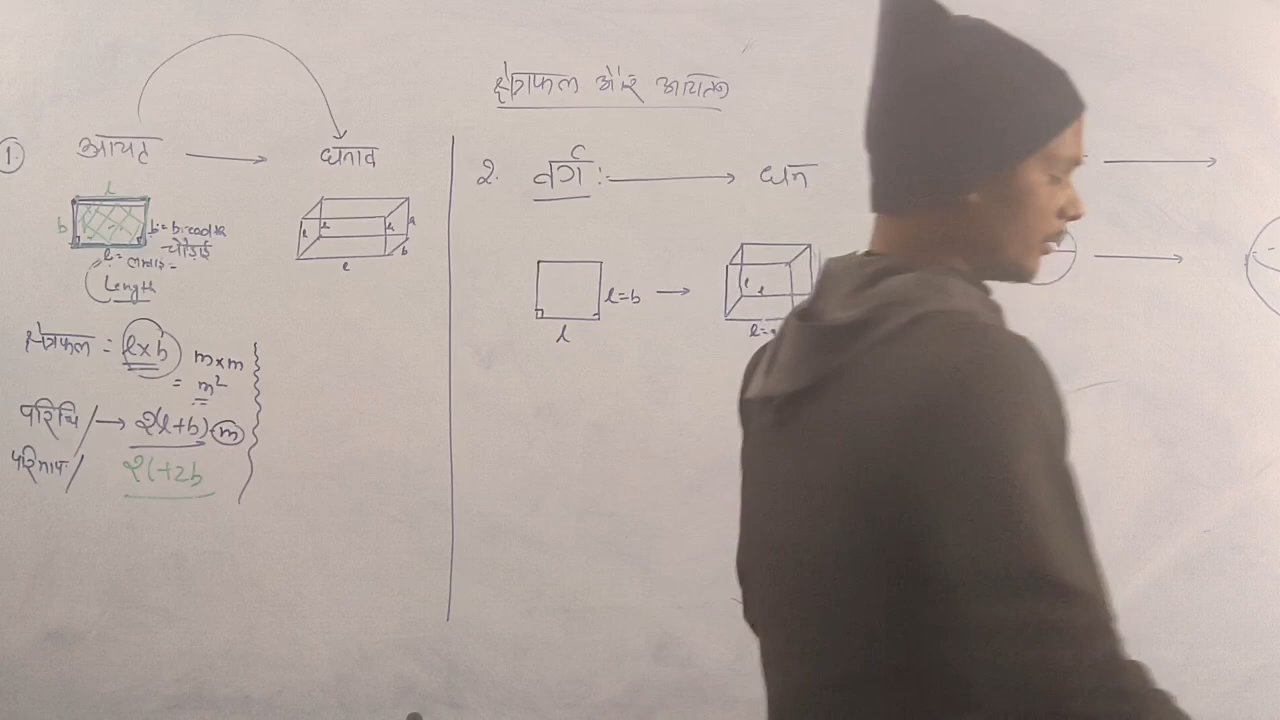 क्षेत्रफल और आयतन
1. आयत → घनाव
l
b b = breadth
चौड़ाई
l = लम्बाई =
Length
l b
क्षेत्रफल = l×b m×m
= m²
परिधि / → 2(l+b) - m
परिमाप /
2l+2b
2. वर्ग :- → घन
l=b →
l